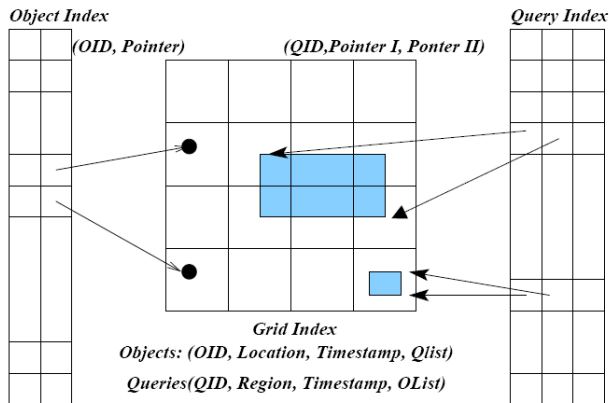 Object Index
Query Index
(OID, Pointer)
(QID,Pointer I, Ponter II)
Grid Index
Objects: (OID, Location, Timestamp, Qlist)
Queries(QID, Region, Timestamp, OList)